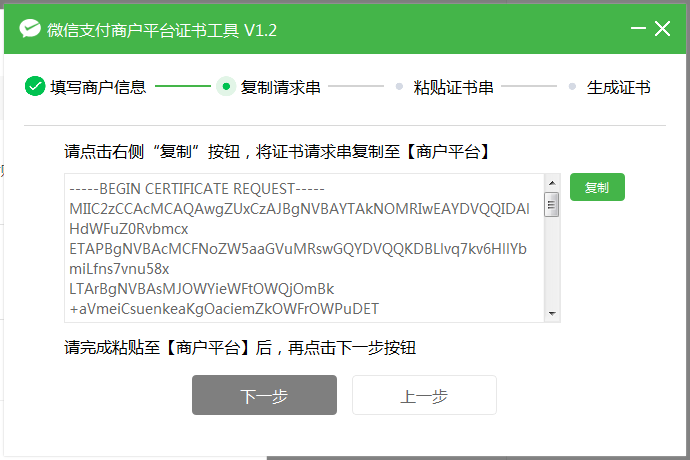 微信支付商户平台证书工具 V1.2
填写商户信息 复制请求串 粘贴证书串 生成证书
请点击右侧“复制”按钮，将证书请求串复制至【商户平台】
-----BEGIN CERTIFICATE REQUEST-----
MIIC2zCCAcMCAQAwgZUxCzAJBgNVBAYTAkNOMRIwEAYDVQQIDAl
HdWFuZ0Rvbmcx
ETAPBgNVBAcMCFNoZW5aaGVuMRswGQYDVQQKDBLlvq7kv6HllYb
miLfns7vnu58x
LTArBgNVBAsMJOWYieWFtOWQjOmBk
+aVmeiCsuenkeaKgOaciemZkOWFrOWPuDET
复制
请完成粘贴至【商户平台】后，再点击下一步按钮
下一步 上一步